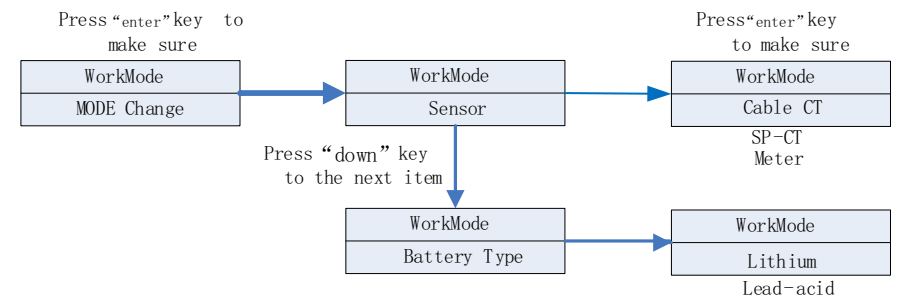 Press “enter” key to
make sure
WorkMode
MODE Change
WorkMode
Sensor
Press“enter” key
to make sure
WorkMode
Cable CT
SP-CT
Meter
Press “down” key
to the next item
WorkMode
Battery Type
WorkMode
Lithium
Lead-acid